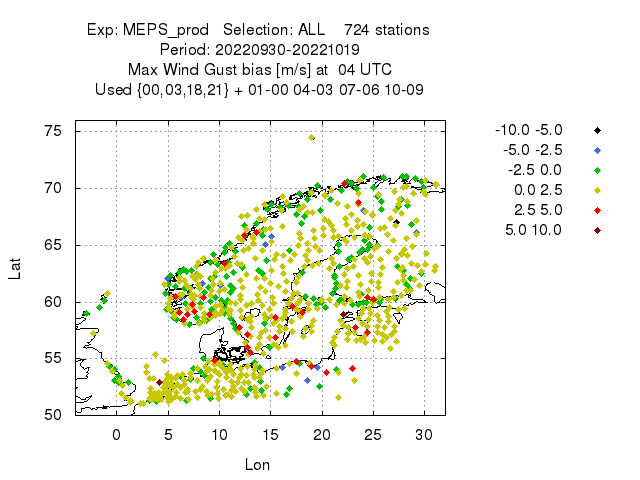 Exp: MEPS_prod   Selection: ALL    724 stations
Period: 20220930-20221019
Max Wind Gust bias [m/s] at  04 UTC
Used {00,03,18,21} + 01-00 04-03 07-06 10-09
-10.0 -5.0
-5.0 -2.5
-2.5 0.0
0.0 2.5
2.5 5.0
5.0 10.0
75
70
65
60
55
50
Lat
0 5 10 15 20 25 30
Lon